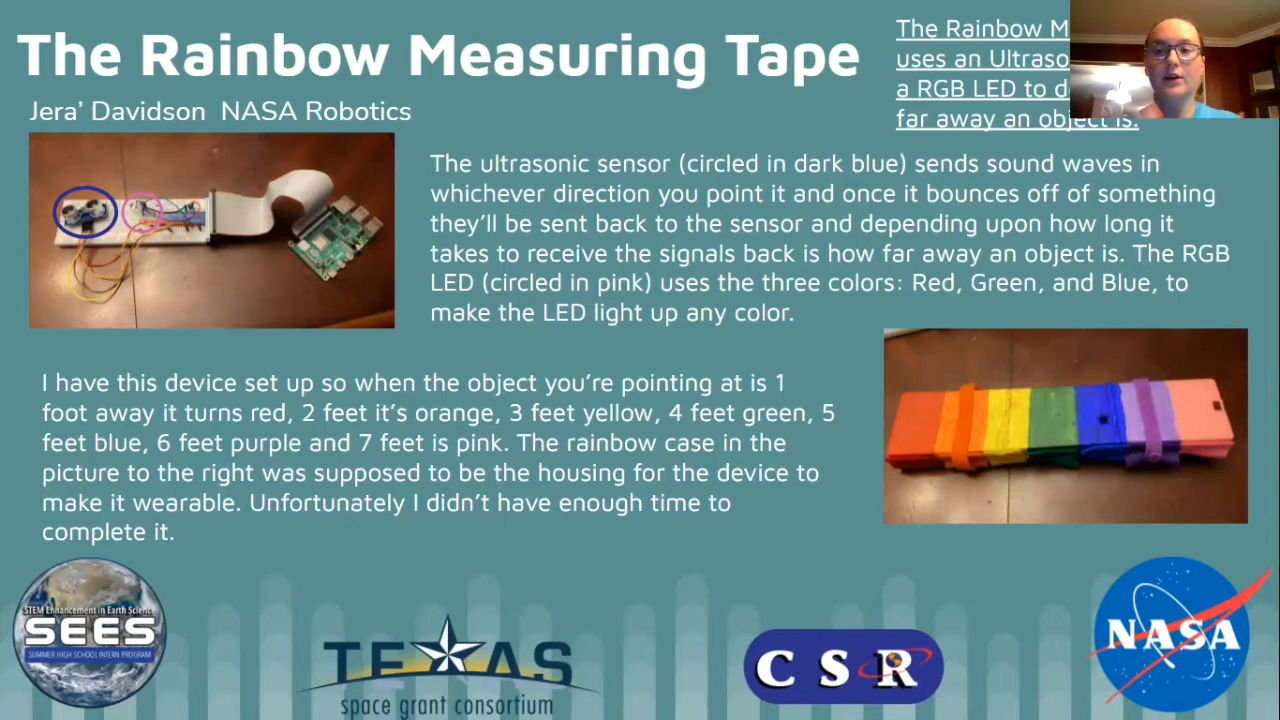 The Rainbow Measuring Tape
Jera' Davidson NASA Robotics
The Rainbow
uses an
a RGB LED to
far away an object is.
The ultrasonic sensor (circled in dark blue) sends sound waves in
whichever direction you point it and once it bounces off of something
they'll be sent back to the sensor and depending upon how long it
takes to receive the signals back is how far away an object is. The RGB
LED (circled in pink) uses the three colors: Red, Green, and Blue, to
make the LED light up any color.
I have this device set up so when the object you're pointing at is 1
foot away it turns red, 2 feet it's orange, 3 feet yellow, 4 feet green, 5
feet blue, 6 feet purple and 7 feet is pink. The rainbow case in the
picture to the right was supposed to be the housing for the device to
make it wearable. Unfortunately I didn't have enough time to
complete it.
STEM Enhancement in Earth Science
SEES
SUMMER HIGH SCHOOL INTERN PROGRAM
TEXAS
space grant consortium
CSR
NASA